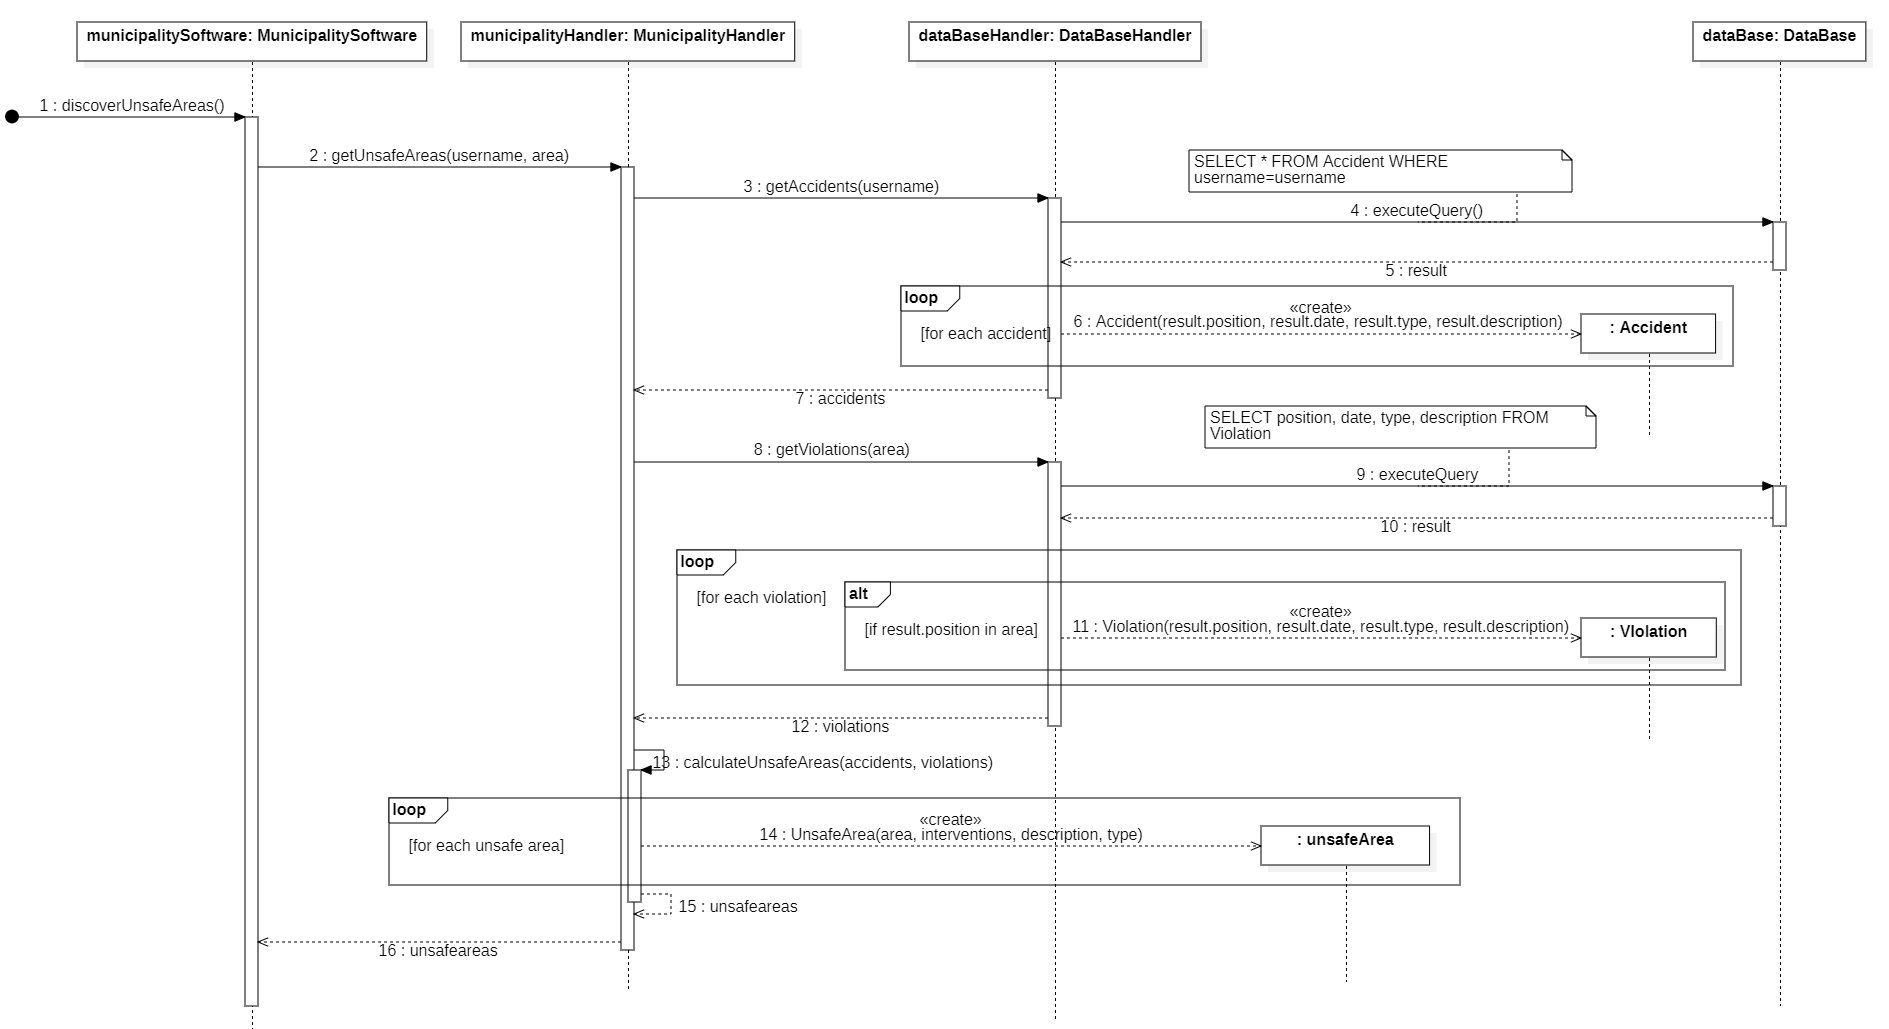 municipalitySoftware: MunicipalitySoftware
municipalityHandler: MunicipalityHandler
dataBaseHandler: DataBaseHandler
dataBase: DataBase
1 : discoverUnsafeAreas()
2 : getUnsafeAreas(username, area)
SELECT * FROM Accident WHERE
username=username
3 : getAccidents(username)
4 : executeQuery()
5 : result
loop
[for each accident]
«create»
6 : Accident(result.position, result.date, result.type, result.description)
: Accident
7 : accidents
SELECT position, date, type, description FROM
Violation
8 : getViolations(area)
9 : executeQuery
10 : result
loop
[for each violation]
alt
[if result.position in area]
«create»
11 : Violation(result.position, result.date, result.type, result.description)
: VIolation
12 : violations
13 : calculateUnsafeAreas(accidents, violations)
loop
[for each unsafe area]
«create»
14 : UnsafeArea(area, interventions, description, type)
: unsafeArea
15 : unsafeareas
16 : unsafeareas